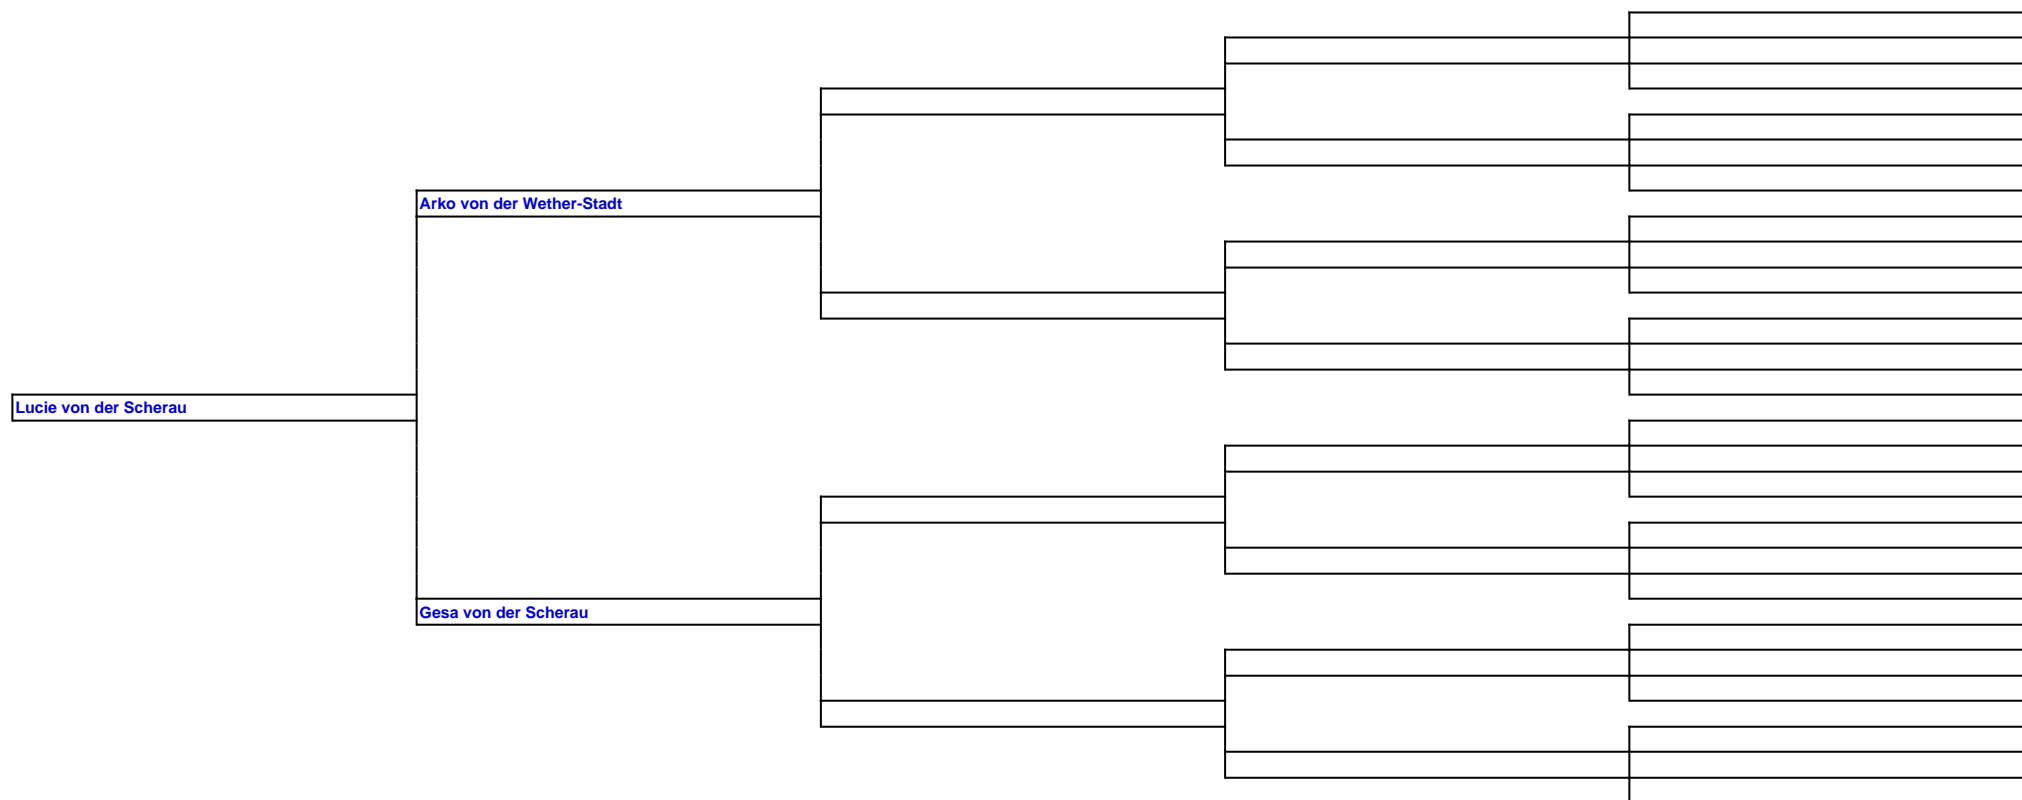 Arko von der Wether-Stadt
Lucie von der Scherau
Gesa von der Scherau